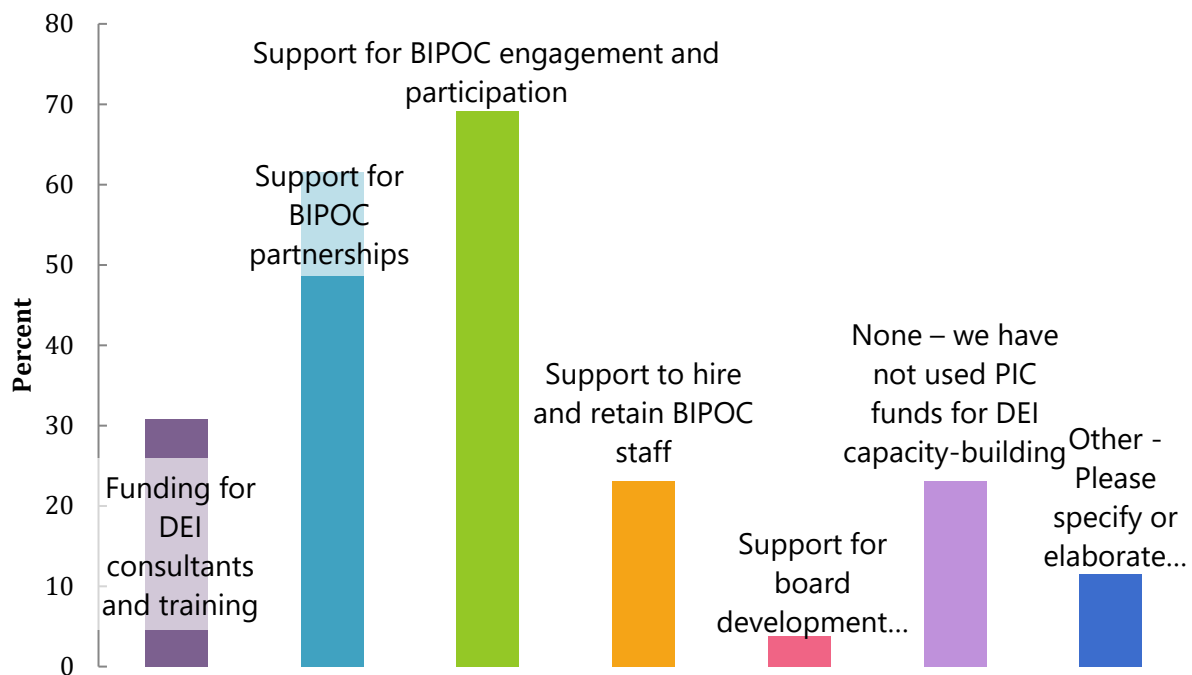 80
70
60
50
40
30
20
10
0
Percent
Funding for
DEI
consultants
and training
Support for
BIPOC
partnerships
Support for BIPOC engagement and
participation
Support to hire
and retain BIPOC
staff
Support for
board
development...
None – we have
not used PIC
funds for DEI
capacity-building
Other -
Please
specify or
elaborate...